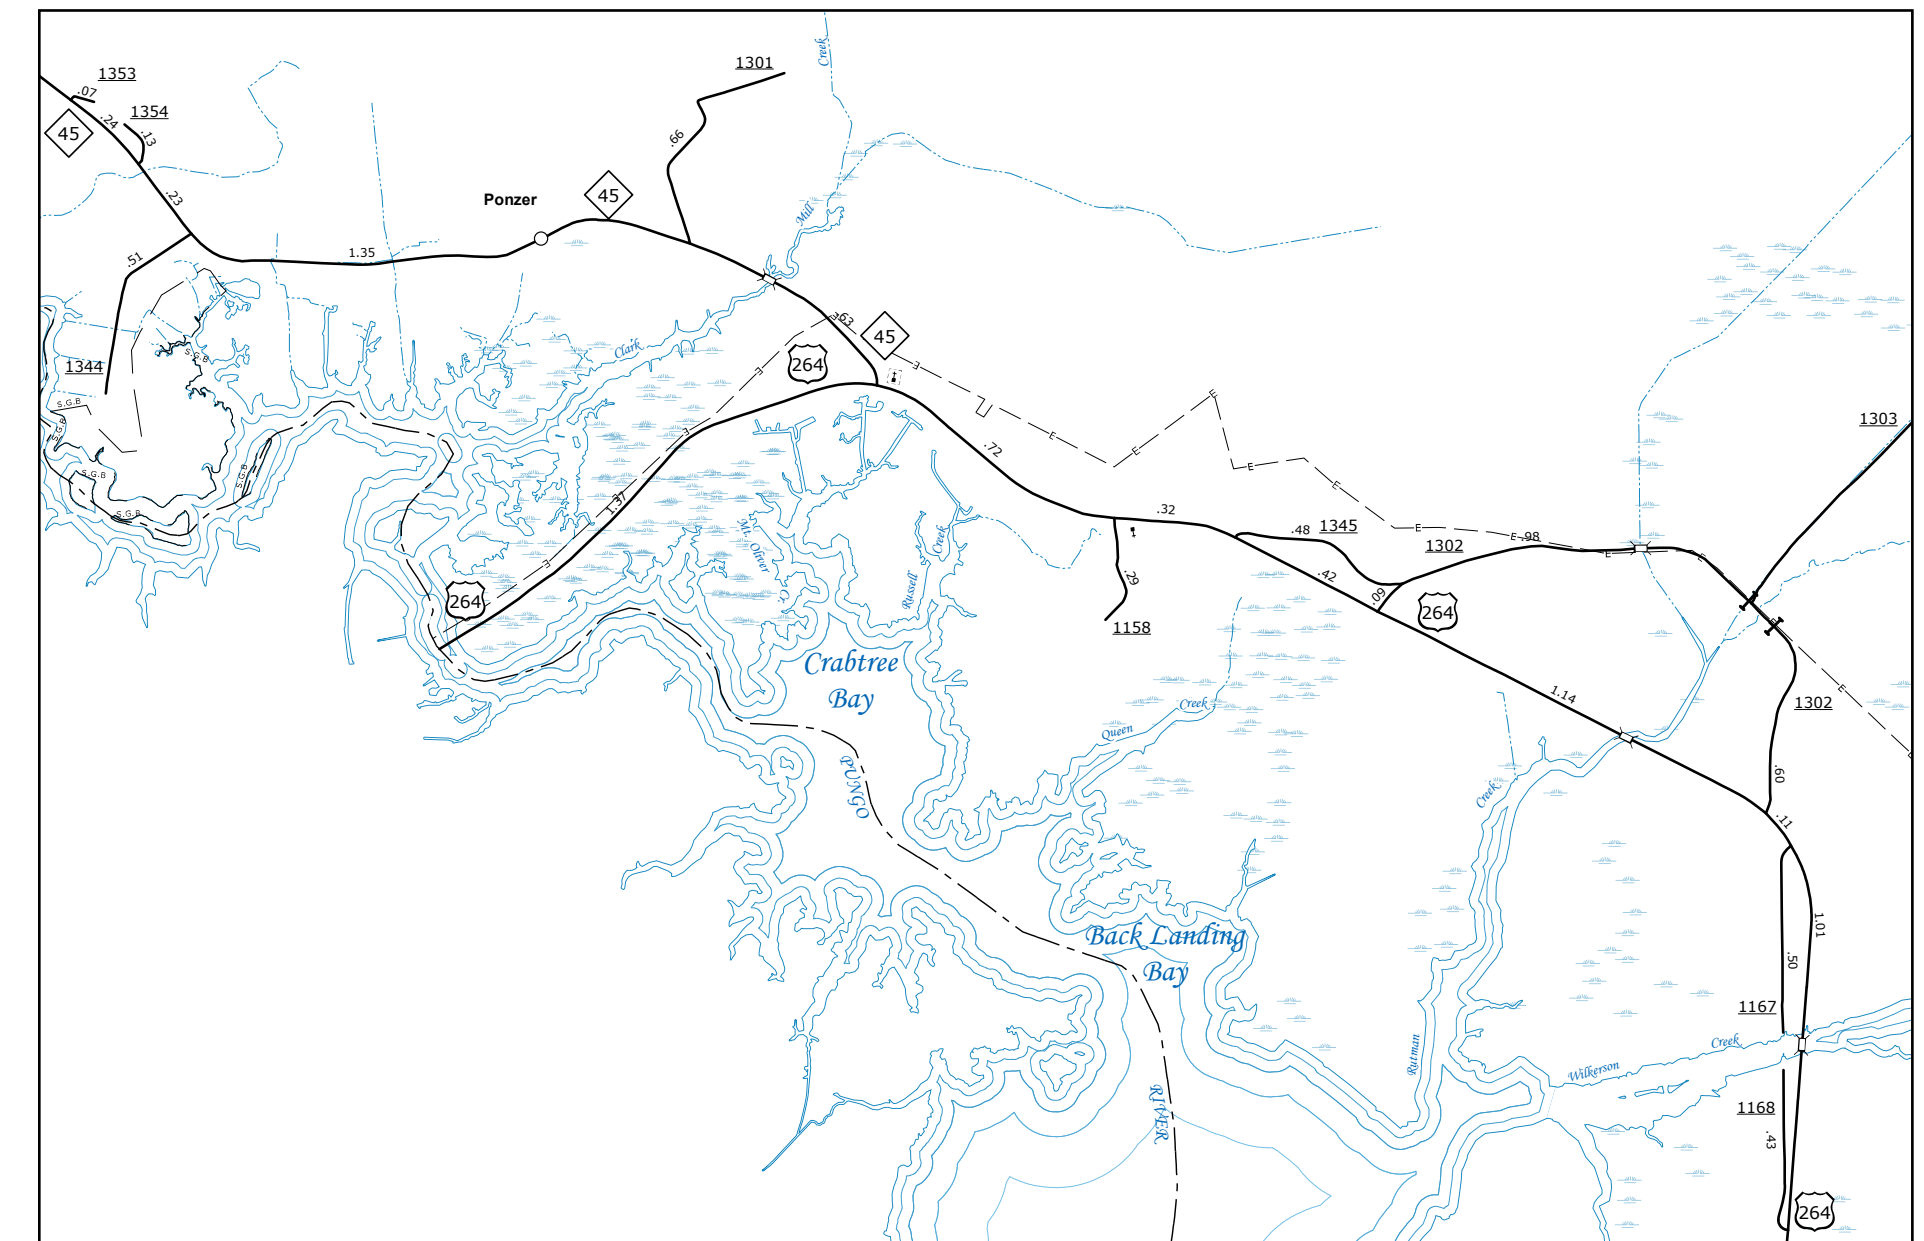 Creek
1353
1301
.07
1354
.24
.13
45
.66
.23
Ponzer
45
Mill
.51
1.35
.63
E
45
Clark
264
E
E
S.G.B
1344
E
E
S.G.B
S.G.B
1303
E
.72
E
E
S.G.B
S.G.B
E
E
1.37
S.G.B
.32
.48
1345
E
E
.98
1302
E
E
Mt. Oliver Cr.
Russell
Creek
E
.29
.42
.09
264
264
1158
E
Crabtree
Bay
E
1.14
1302
Queen
Creek
PUNGO
.60
Creek
.11
1.01
Back Landing
Bay
.50
1167
Rutman
Wilkerson
Creek
RIVER
1168
.43
264